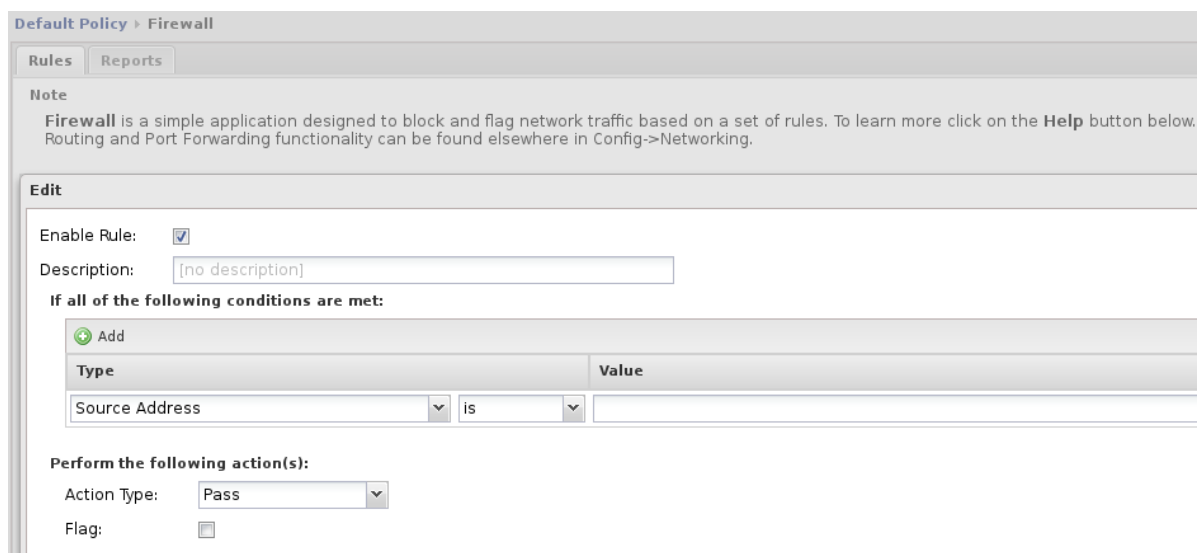 Default Policy › Firewall
Rules Reports
Note
Firewall is a simple application designed to block and flag network traffic based on a set of rules. To learn more click on the Help button below.
Routing and Port Forwarding functionality can be found elsewhere in Config->Networking.
Edit
Enable Rule:
Description: [no description]
If all of the following conditions are met:
Add
Type Value
Source Address is
Perform the following action(s):
Action Type: Pass
Flag: